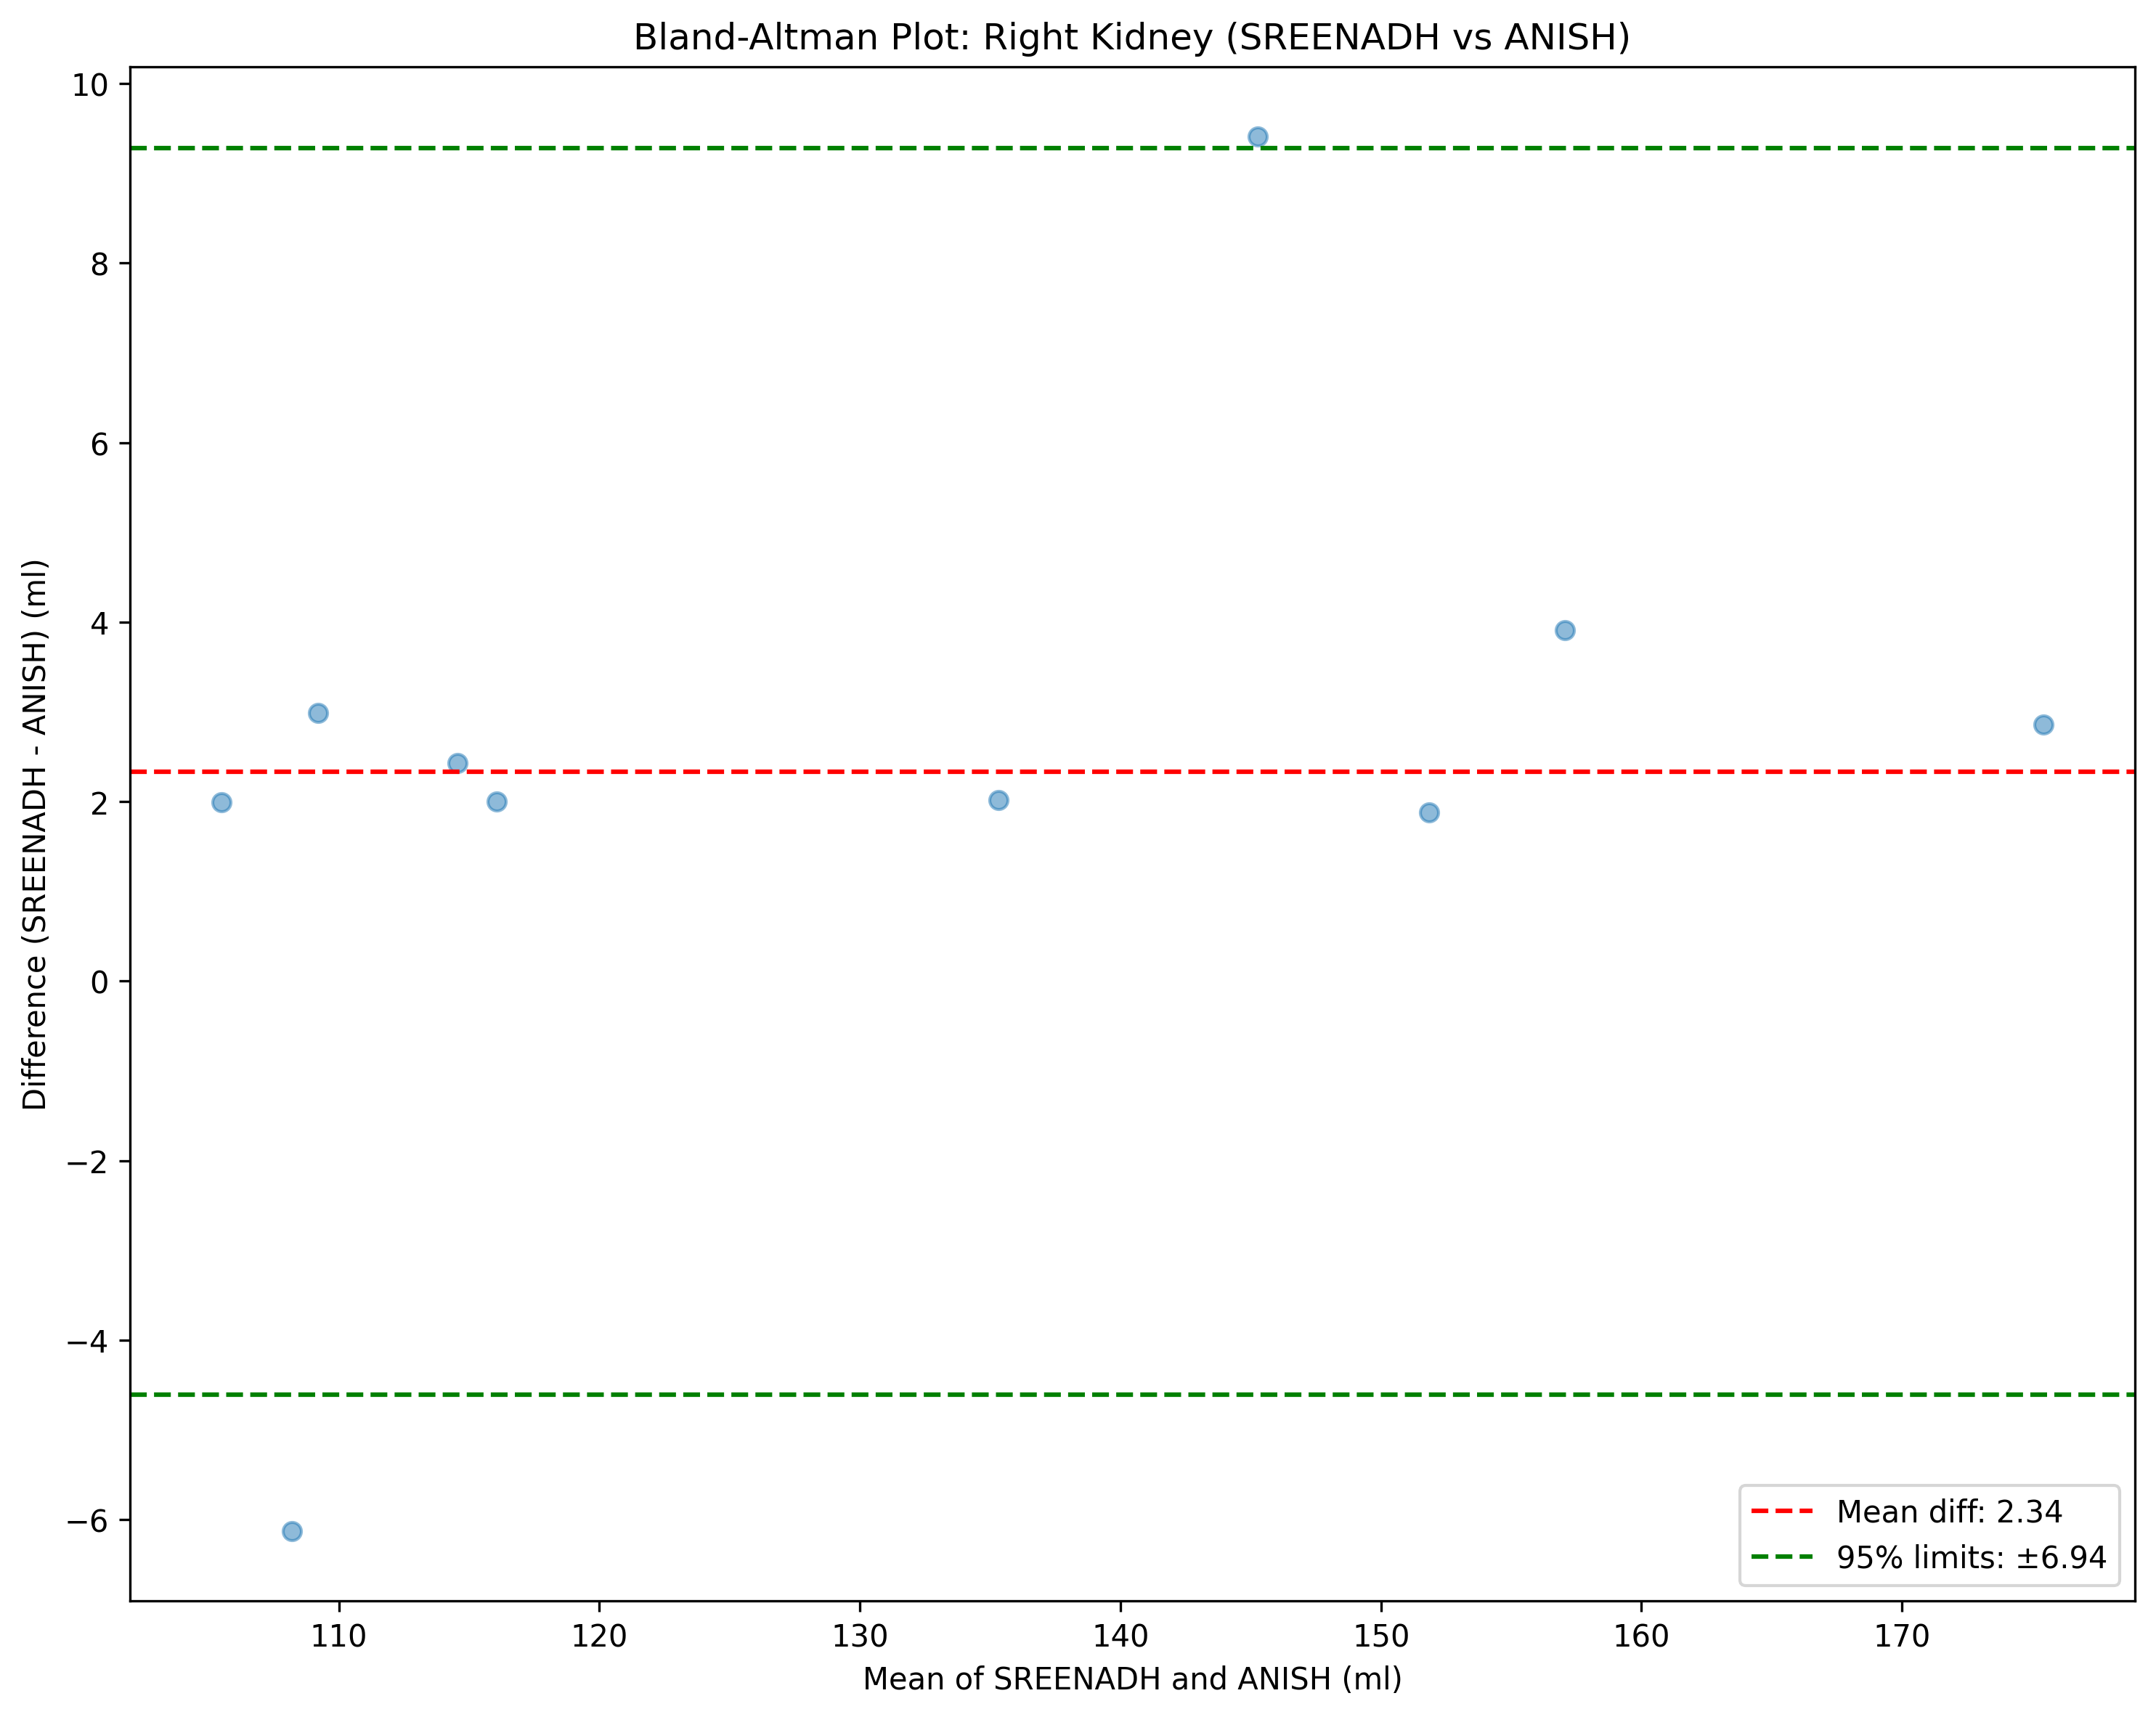 Bland-Altman Plot: Right Kidney (SREENADH vs ANISH)
Difference (SREENADH - ANISH) (ml)
10
8
6
4
2
0
−2
−4
−6
Mean diff: 2.34
95% limits: ±6.94
110 120 130 140 150 160 170
Mean of SREENADH and ANISH (ml)